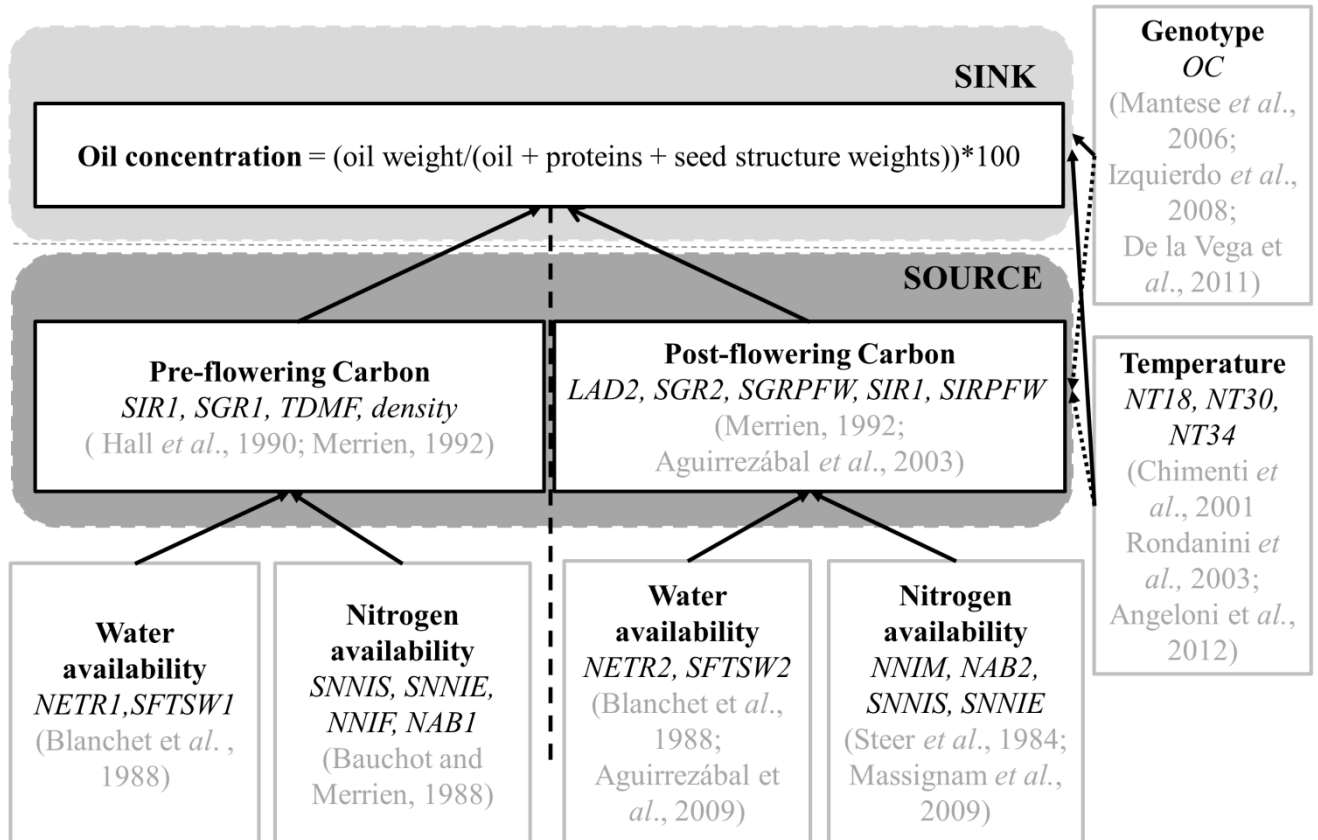 SINK
Oil concentration = (oil weight/(oil + proteins + seed structure weights))*100
SOURCE
Pre-flowering Carbon
SIR1, SGR1, TDMF, density
( Hall et al., 1990; Merrien, 1992)
Post-flowering Carbon
LAD2, SGR2, SGRPFW, SIR1, SIRPFW
(Merrien, 1992;
Aguirrezábal et al., 2003)
Water
availability
NETR1,SFTSW1
(Blanchet et al. ,
1988)
Nitrogen
availability
SNNIS, SNNIE,
NNIF, NAB1
(Bauchot and
Merrien, 1988)
Water
availability
NETR2, SFTSW2
(Blanchet et al.,
1988;
Aguirrezábal et
al., 2009)
Nitrogen
availability
NNIM, NAB2,
SNNIS, SNNIE
(Steer et al., 1984;
Massignam et al.,
2009)
Genotype
OC
(Mantese et al.,
2006;
Izquierdo et al.,
2008;
De la Vega et
al., 2011)
Temperature
NT18, NT30,
NT34
(Chimenti et
al., 2001
Rondanini et
al., 2003;
Angeloni et al.,
2012)